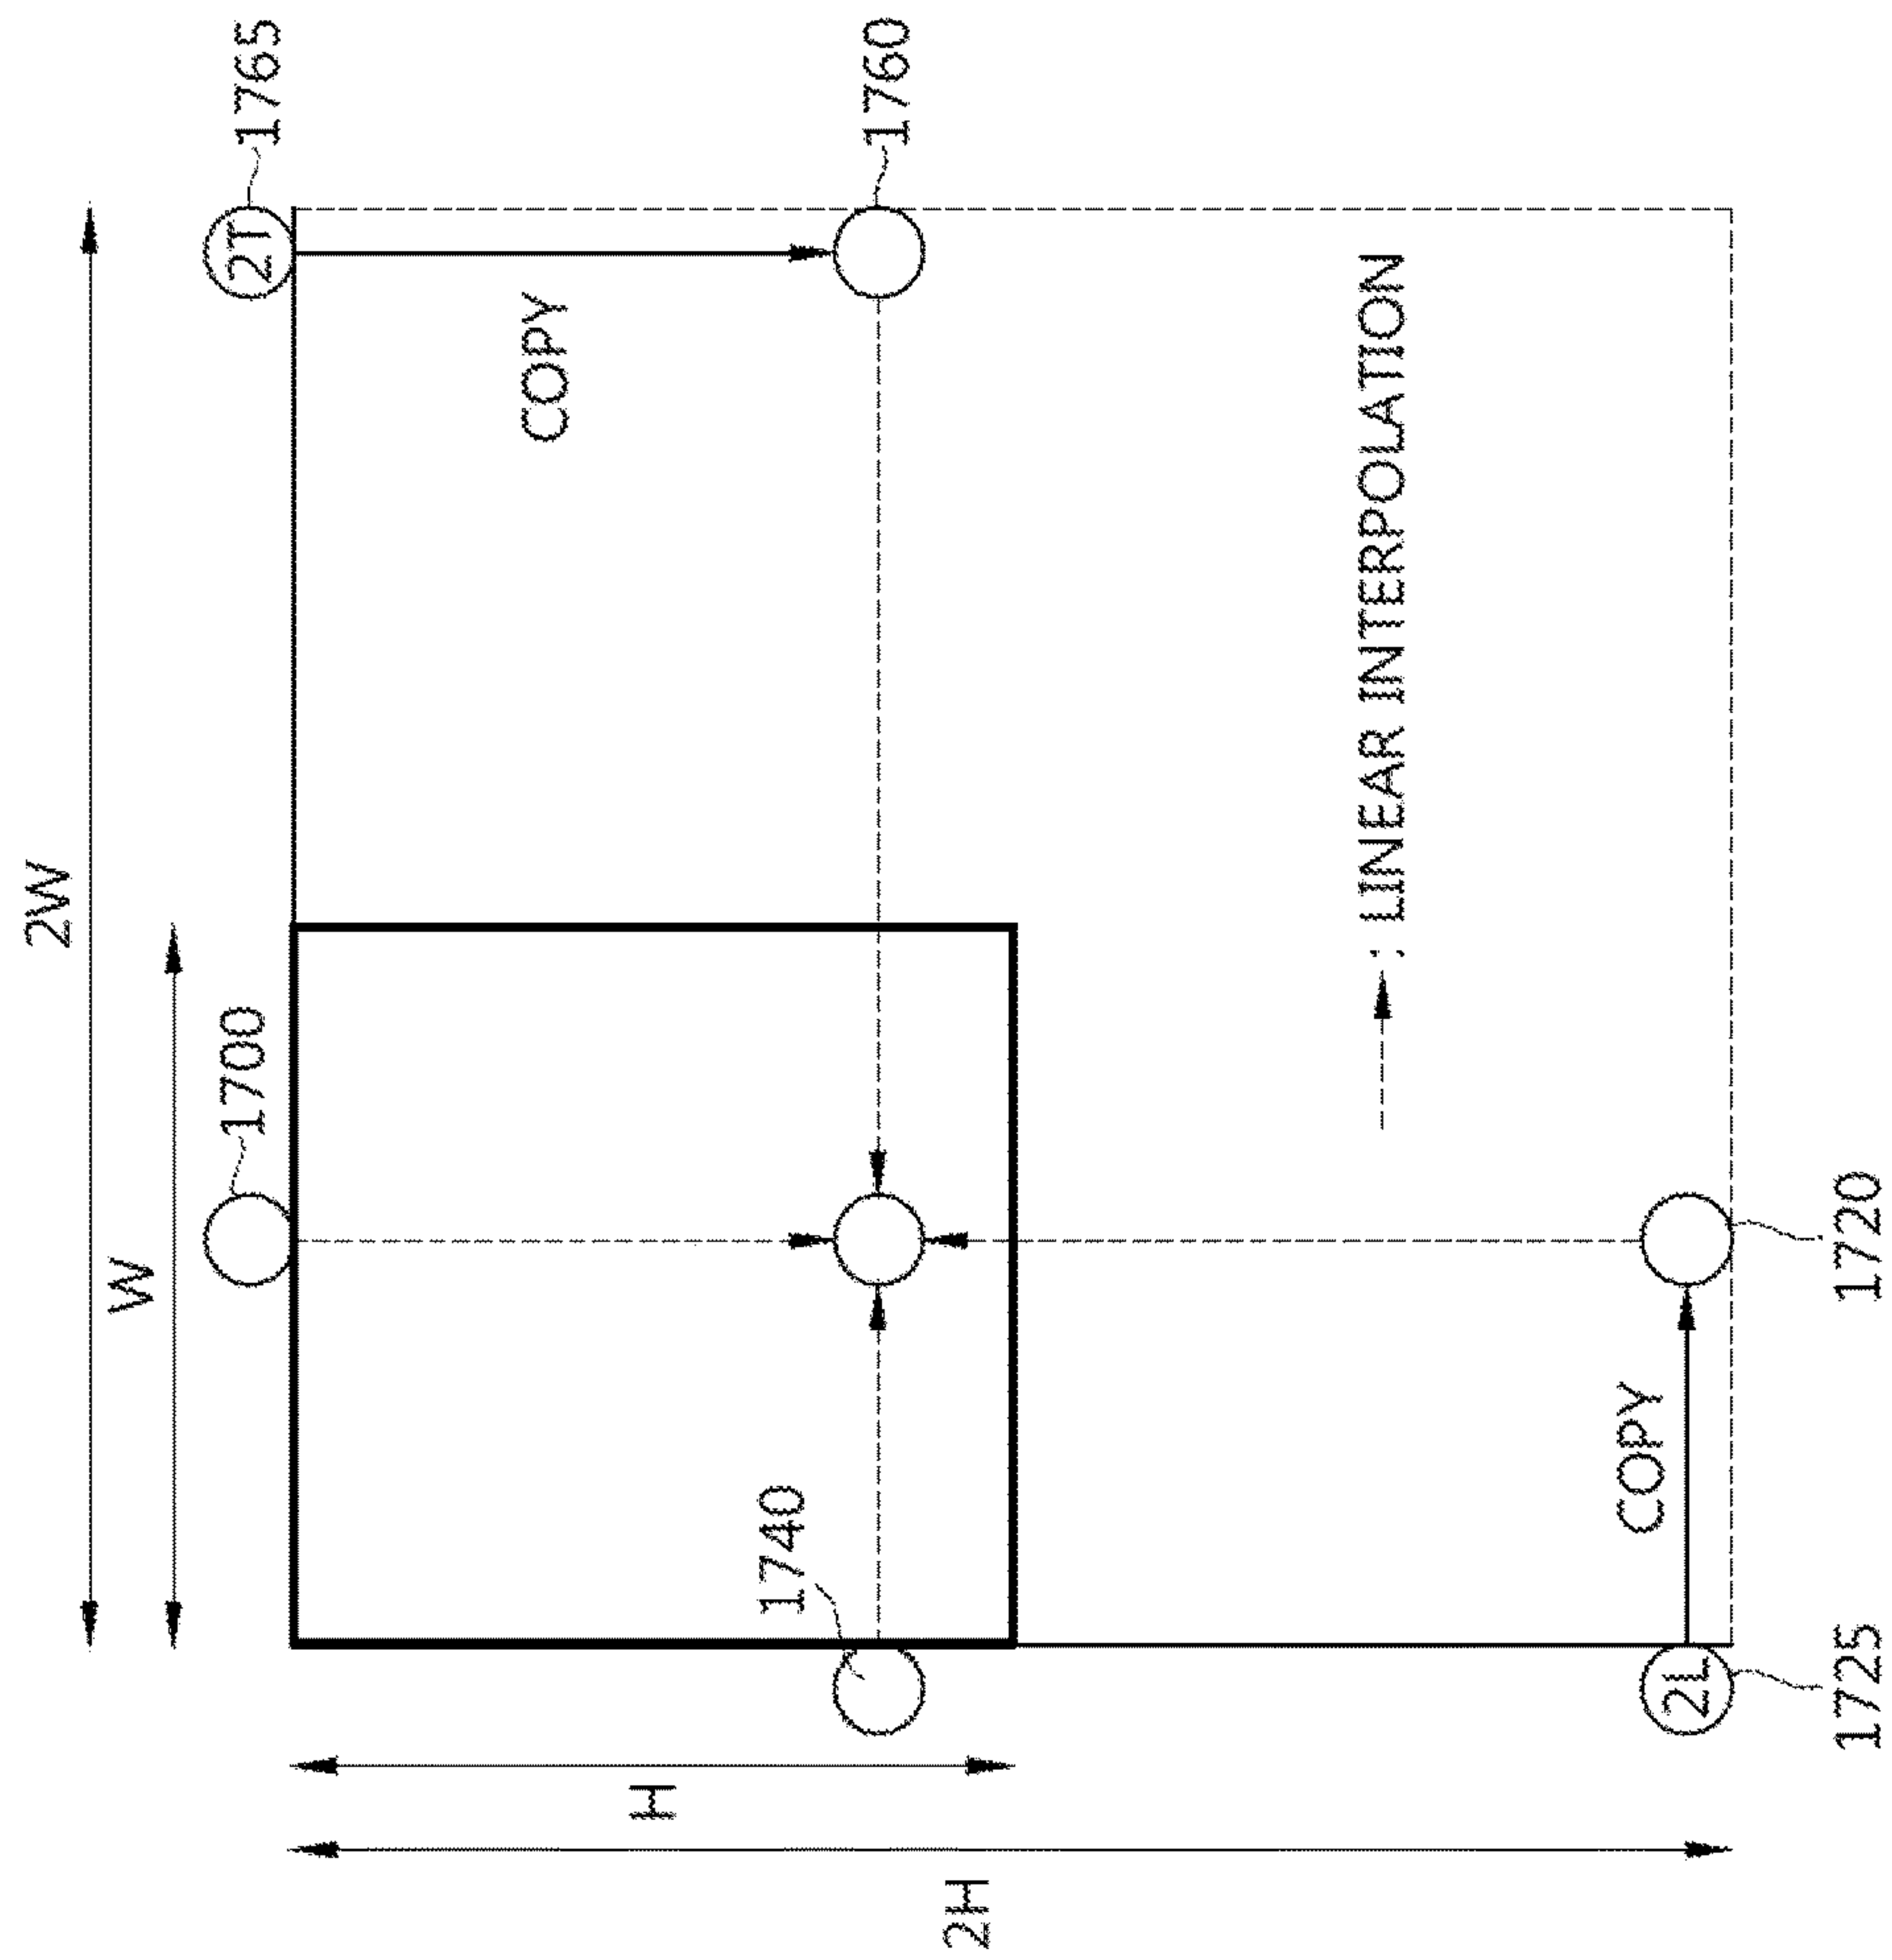 2W
W
1765
2T
1700
1760
COPY
1740
H
2H
: LINEAR INTERPOLATION
COPY
2L
1720
1725